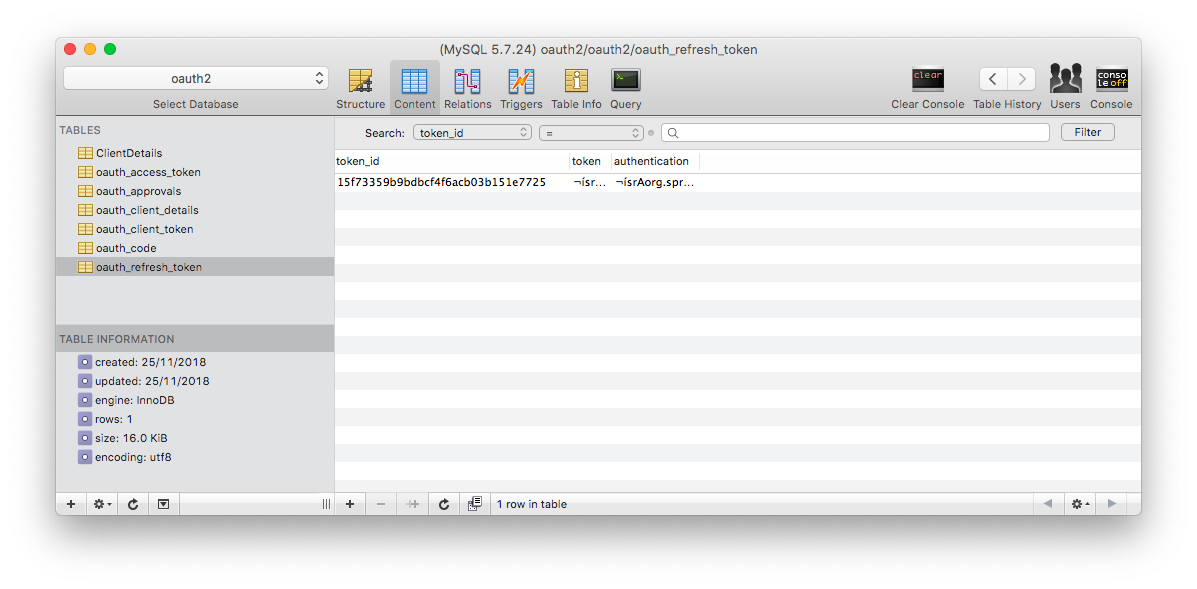 (MySQL 5.7.24) oauth2/oauth2/oauth_refresh_token
oauth2
Select Database
Structure Content Relations Triggers Table Info Query
clear
conso
le off
Clear Console Table History Users Console
TABLES
ClientDetails
oauth_access_token
oauth_approvals
oauth_client_details
oauth_client_token
oauth_code
oauth_refresh_token
TABLE INFORMATION
created: 25/11/2018
updated: 25/11/2018
engine: InnoDB
rows: 1
size: 16.0 KiB
encoding: utf8
Search: token_id = Filter
token_id token authentication
15f73359b9bdbcf4f6acb03b151e7725 ¬ísr... ¬ísrAorg.spr...
1 row in table